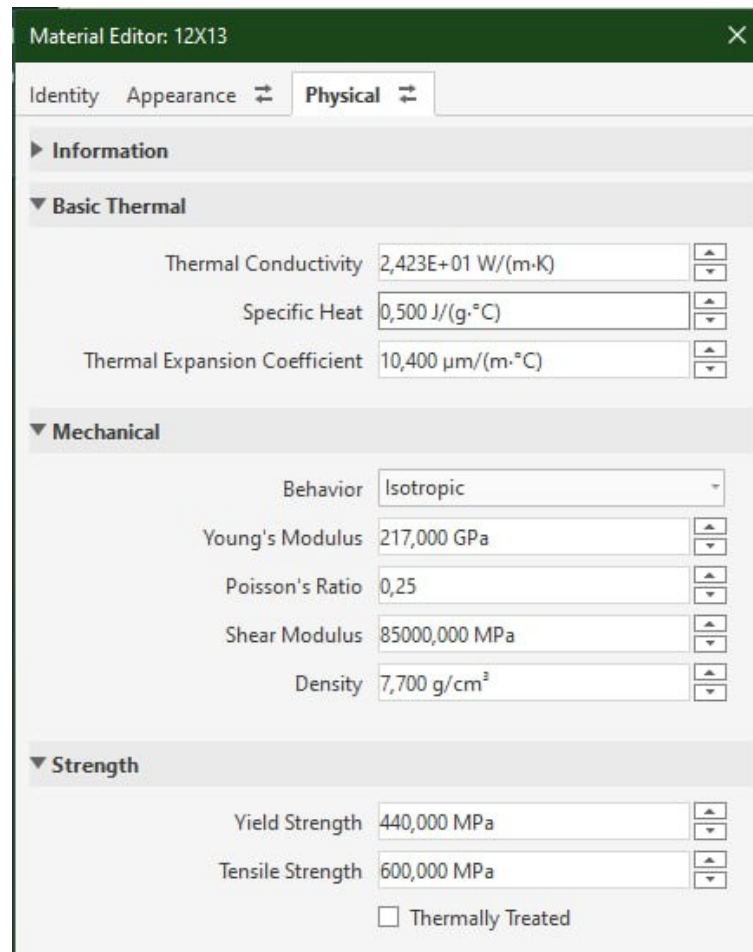 Material Editor: 12X13
Identity Appearance Physical
Information
Basic Thermal
Thermal Conductivity 2,423E+01 W/(m·K)
Specific Heat 0,500 J/(g·°C)
Thermal Expansion Coefficient 10,400 µm/(m·°C)
Mechanical
Behavior Isotropic
Young's Modulus 217,000 GPa
Poisson's Ratio 0,25
Shear Modulus 85000,000 MPa
Density 7,700 g/cm³
Strength
Yield Strength 440,000 MPa
Tensile Strength 600,000 MPa
Thermally Treated